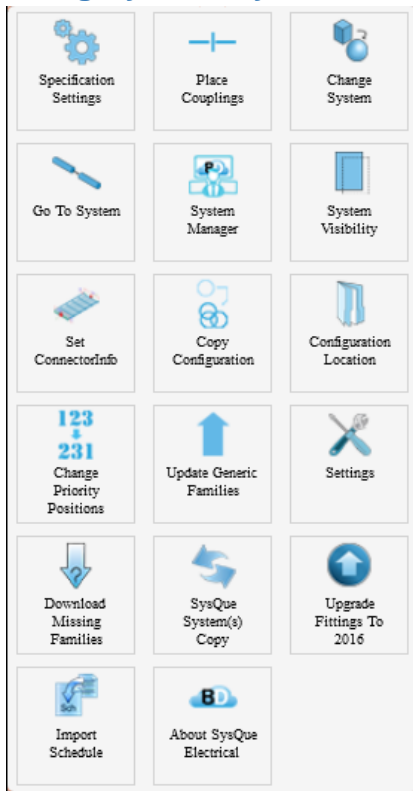 Specification
Settings
Place
Couplings
Change
System
Go To System
System
Manager
System
Visibility
Set
ConnectorInfo
Copy
Configuration
Configuration
Location
123
231
Change
Priority
Positions
Update Generic
Families
Settings
?
Download
Missing
Families
SysQue
System(s)
Copy
Upgrade
Fittings To
2016
Sch
Import
Schedule
BD
About SysQue
Electrical